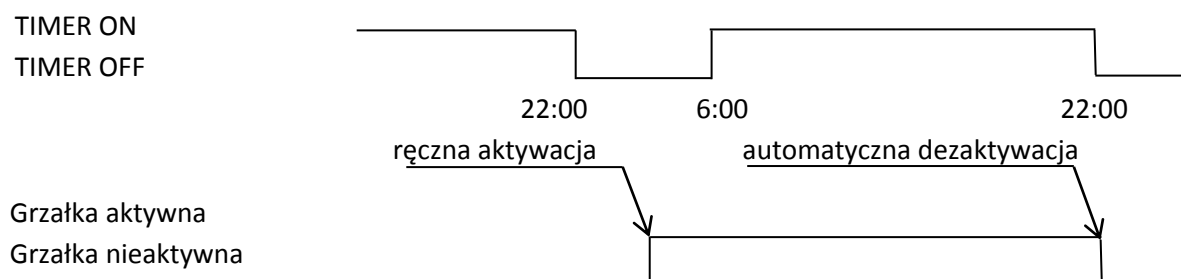 TIMER ON
TIMER OFF
22:00 6:00 22:00
ręczna aktywacja automatyczna dezaktywacja
Grzałka aktywna
Grzałka nieaktywna